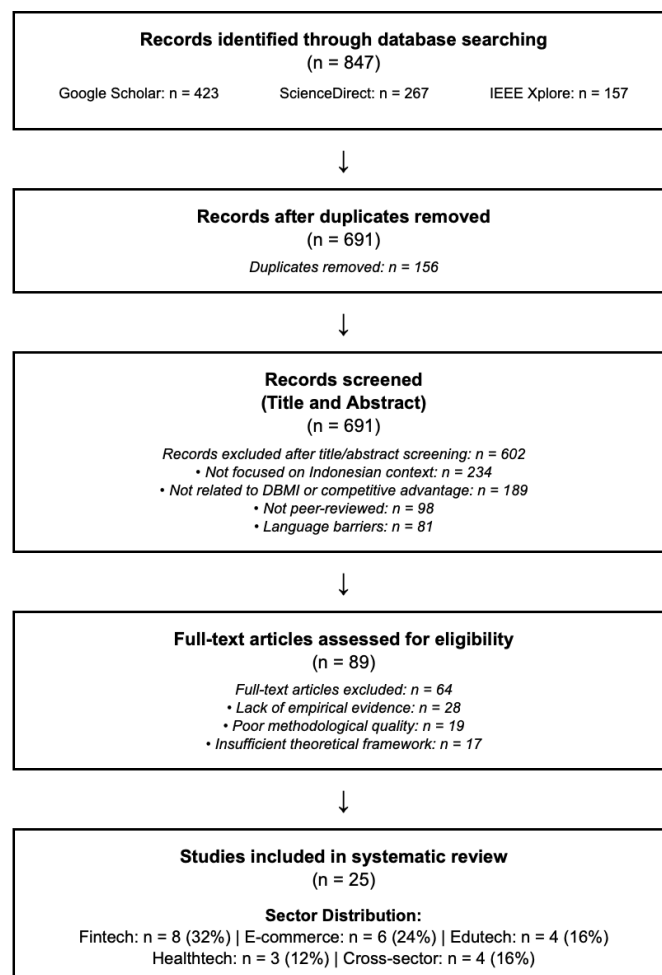 Records identified through database searching
(n = 847)
Google Scholar: n = 423 ScienceDirect: n = 267 IEEE Xplore: n = 157
↓
Records after duplicates removed
(n = 691)
Duplicates removed: n = 156
↓
Records screened
(Title and Abstract)
(n = 691)
Records excluded after title/abstract screening: n = 602
• Not focused on Indonesian context: n = 234
• Not related to DBMI or competitive advantage: n = 189
• Not peer-reviewed: n = 98
• Language barriers: n = 81
↓
Full-text articles assessed for eligibility
(n = 89)
Full-text articles excluded: n = 64
• Lack of empirical evidence: n = 28
• Poor methodological quality: n = 19
• Insufficient theoretical framework: n = 17
↓
Studies included in systematic review
(n = 25)
Sector Distribution:
Fintech: n = 8 (32%) | E-commerce: n = 6 (24%) | Edutech: n = 4 (16%)
Healthtech: n = 3 (12%) | Cross-sector: n = 4 (16%)